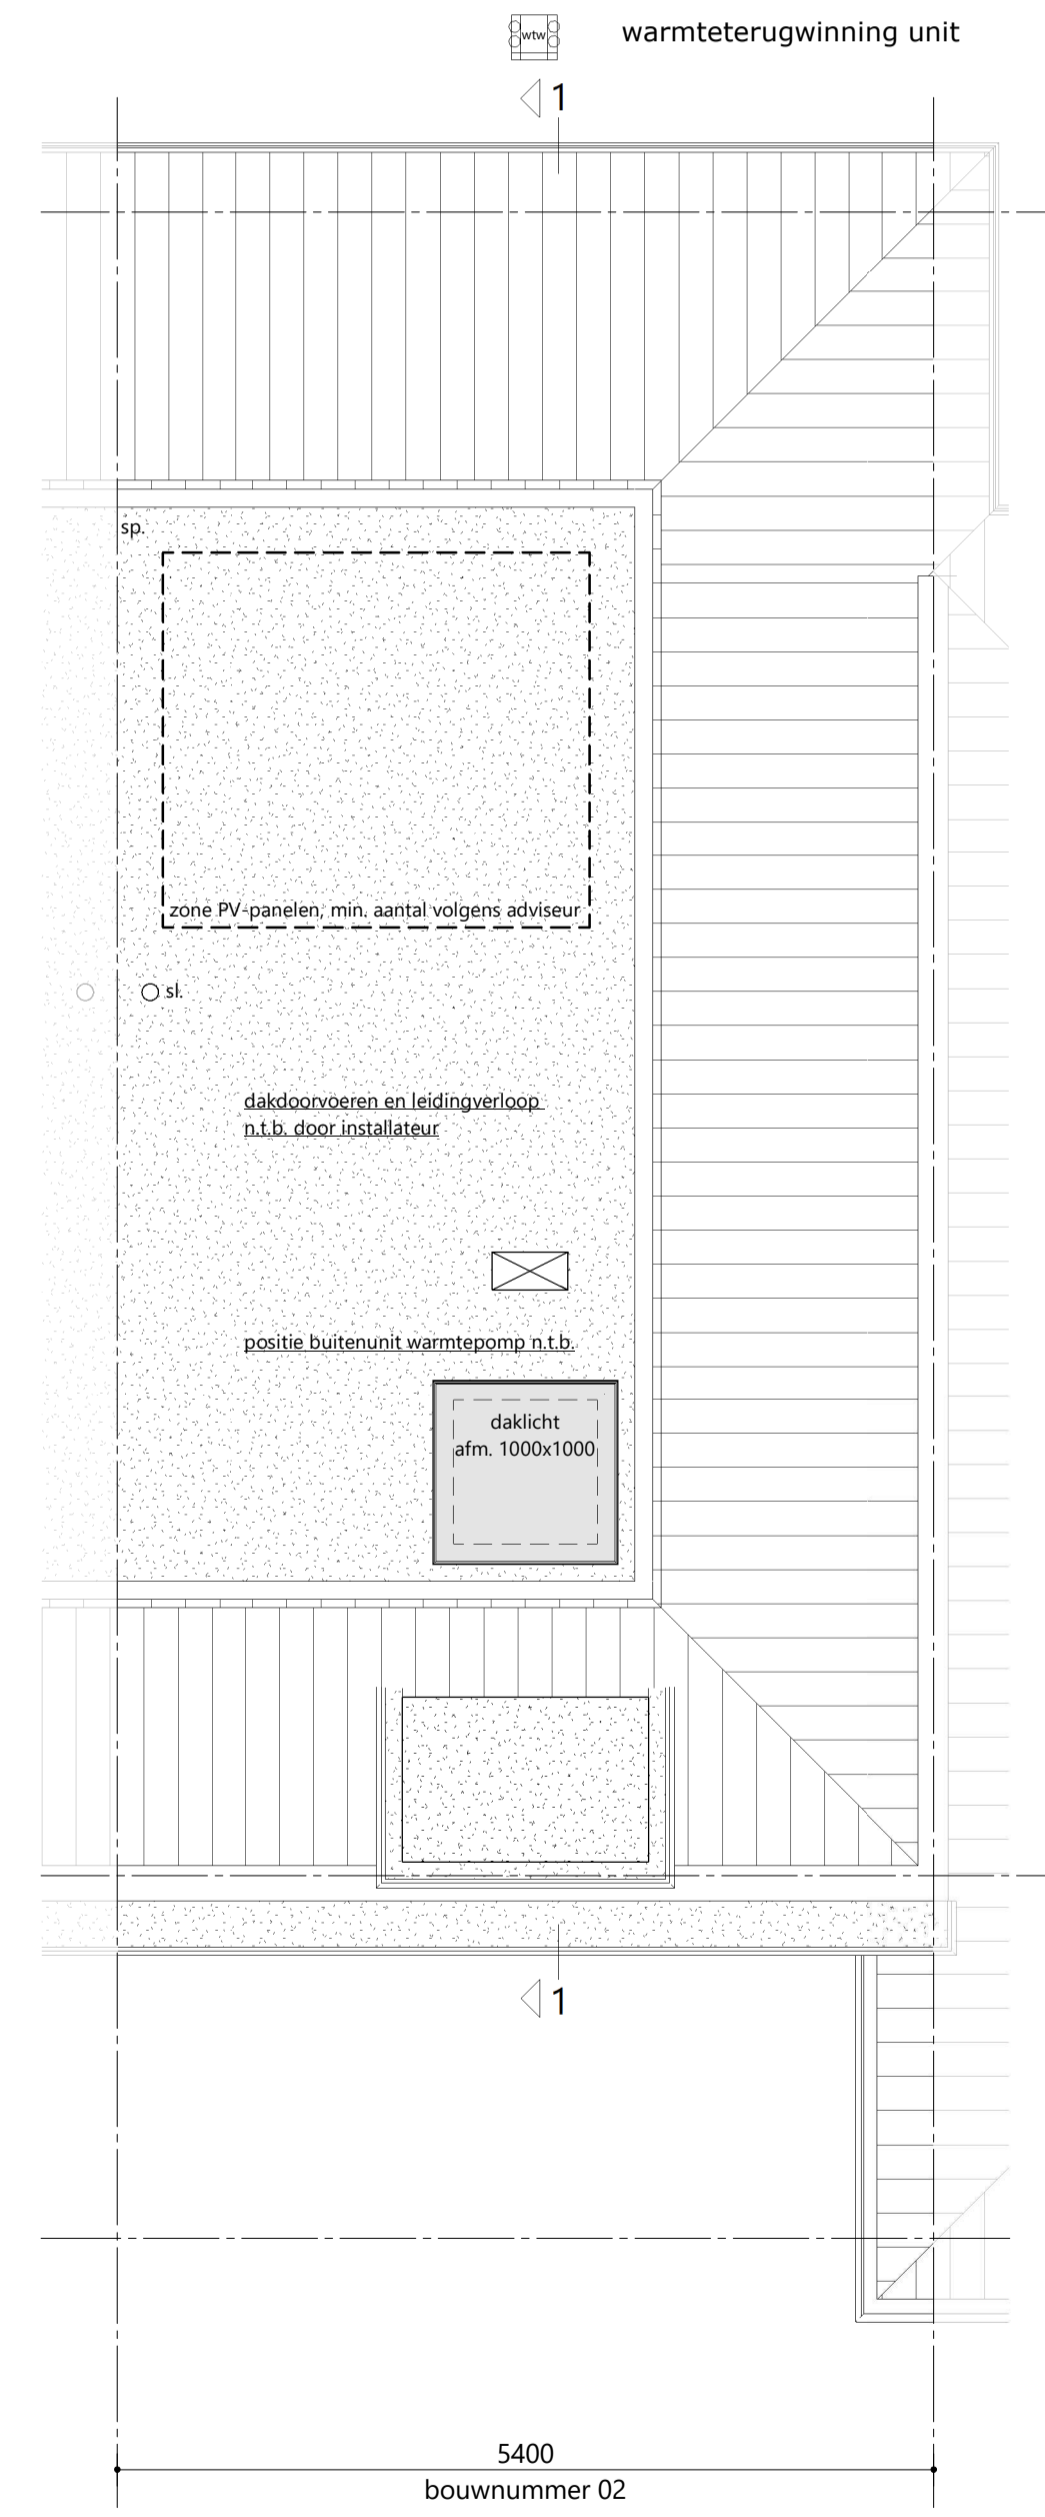 wtw
warmteterugwinning unit
1
sp.
zone PV-panelen, min. aantal volgens adviseur
sl.
dakdoorvoeren en leidingverloop
n.t.b. door installateur
positie buitenunit warmtepomp n.t.b.
daklicht
afm. 1000x1000
1
5400
bouwnummer 02